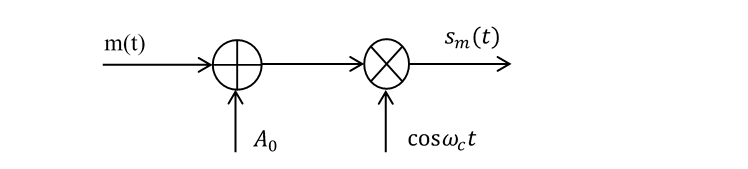 m(t)
s_m(t)
A_0
cosω_c t